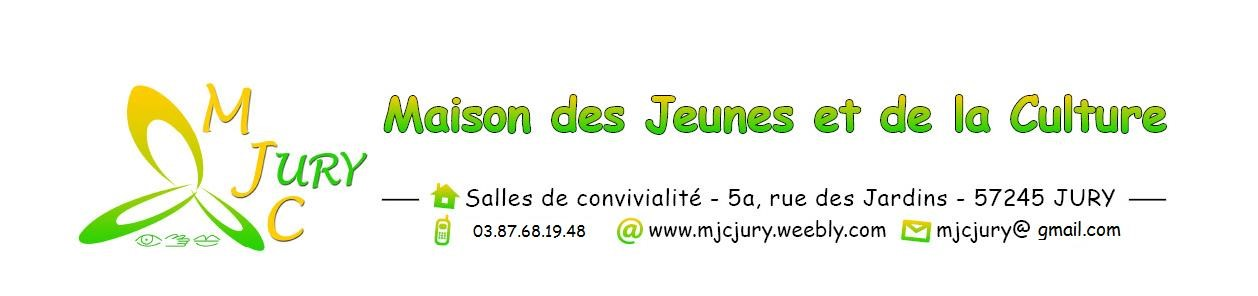 M
JURY
C
Maison des Jeunes et de la Culture
Salles de convivialité - 5a, rue des Jardins - 57245 JURY
03.87.68.19.48 @ www.mjcjury.weebly.com mjcjury@ gmail.com